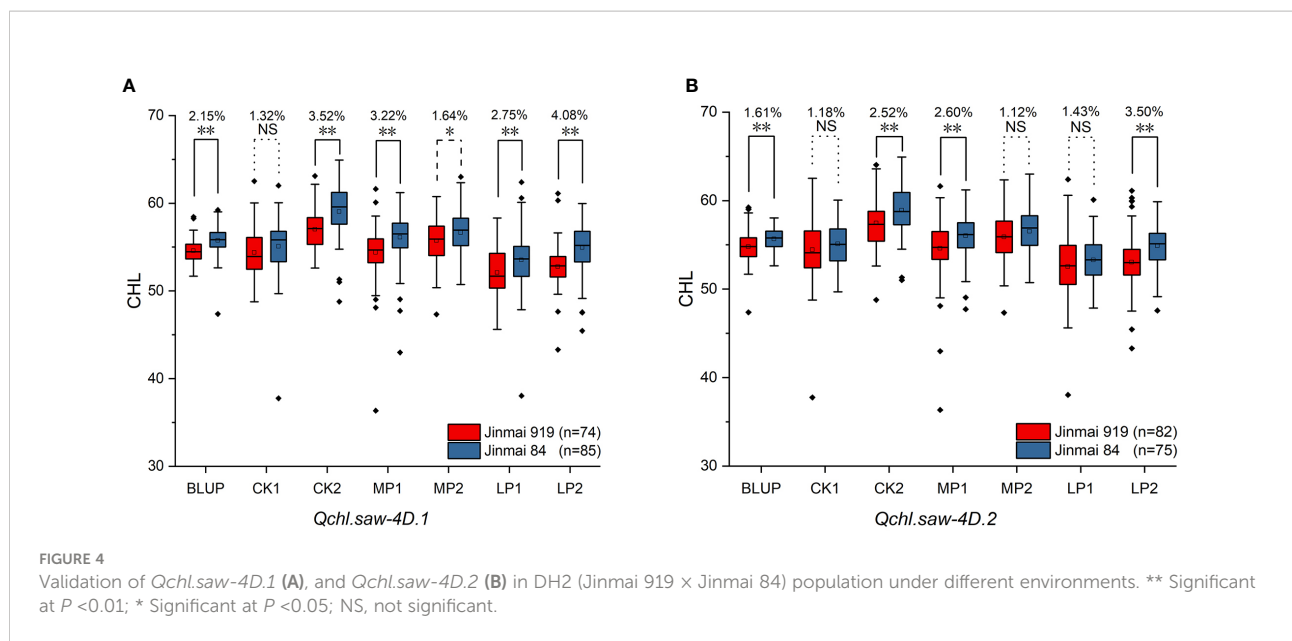 A
B
2.15% 1.32% 3.52% 3.22% 1.64% 2.75% 4.08%
** NS ** ** * ** **
70
60
50
40
30
CHL
Jinmai 919 (n=74)
Jinmai 84 (n=85)
BLUP CK1 CK2 MP1 MP2 LP1 LP2
Qchl.saw-4D.1
1.61% 1.18% 2.52% 2.60% 1.12% 1.43% 3.50%
** NS ** ** NS NS **
70
60
50
40
30
CHL
Jinmai 919 (n=82)
Jinmai 84 (n=75)
BLUP CK1 CK2 MP1 MP2 LP1 LP2
Qchl.saw-4D.2
FIGURE 4
Validation of Qchl.saw-4D.1 (A), and Qchl.saw-4D.2 (B) in DH2 (Jinmai 919 × Jinmai 84) population under different environments. ** Significant
at P <0.01; * Significant at P <0.05; NS, not significant.